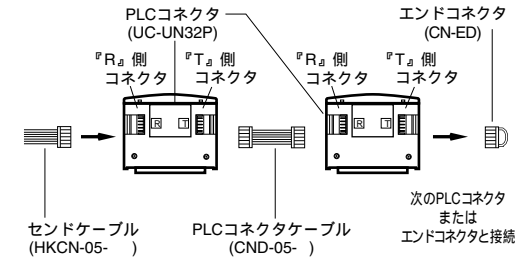 PLCコネクタ
(UC-UN32P)
エンドコネクタ
(CN-ED)
『R』側
コネクタ
『T』側
コネクタ
『R』側
コネクタ
『T』側
コネクタ
R
T
R
T
センドケーブル
(HKCN-05-　)
PLCコネクタケーブル
(CND-05-　)
次のPLCコネクタ
または
エンドコネクタと接続